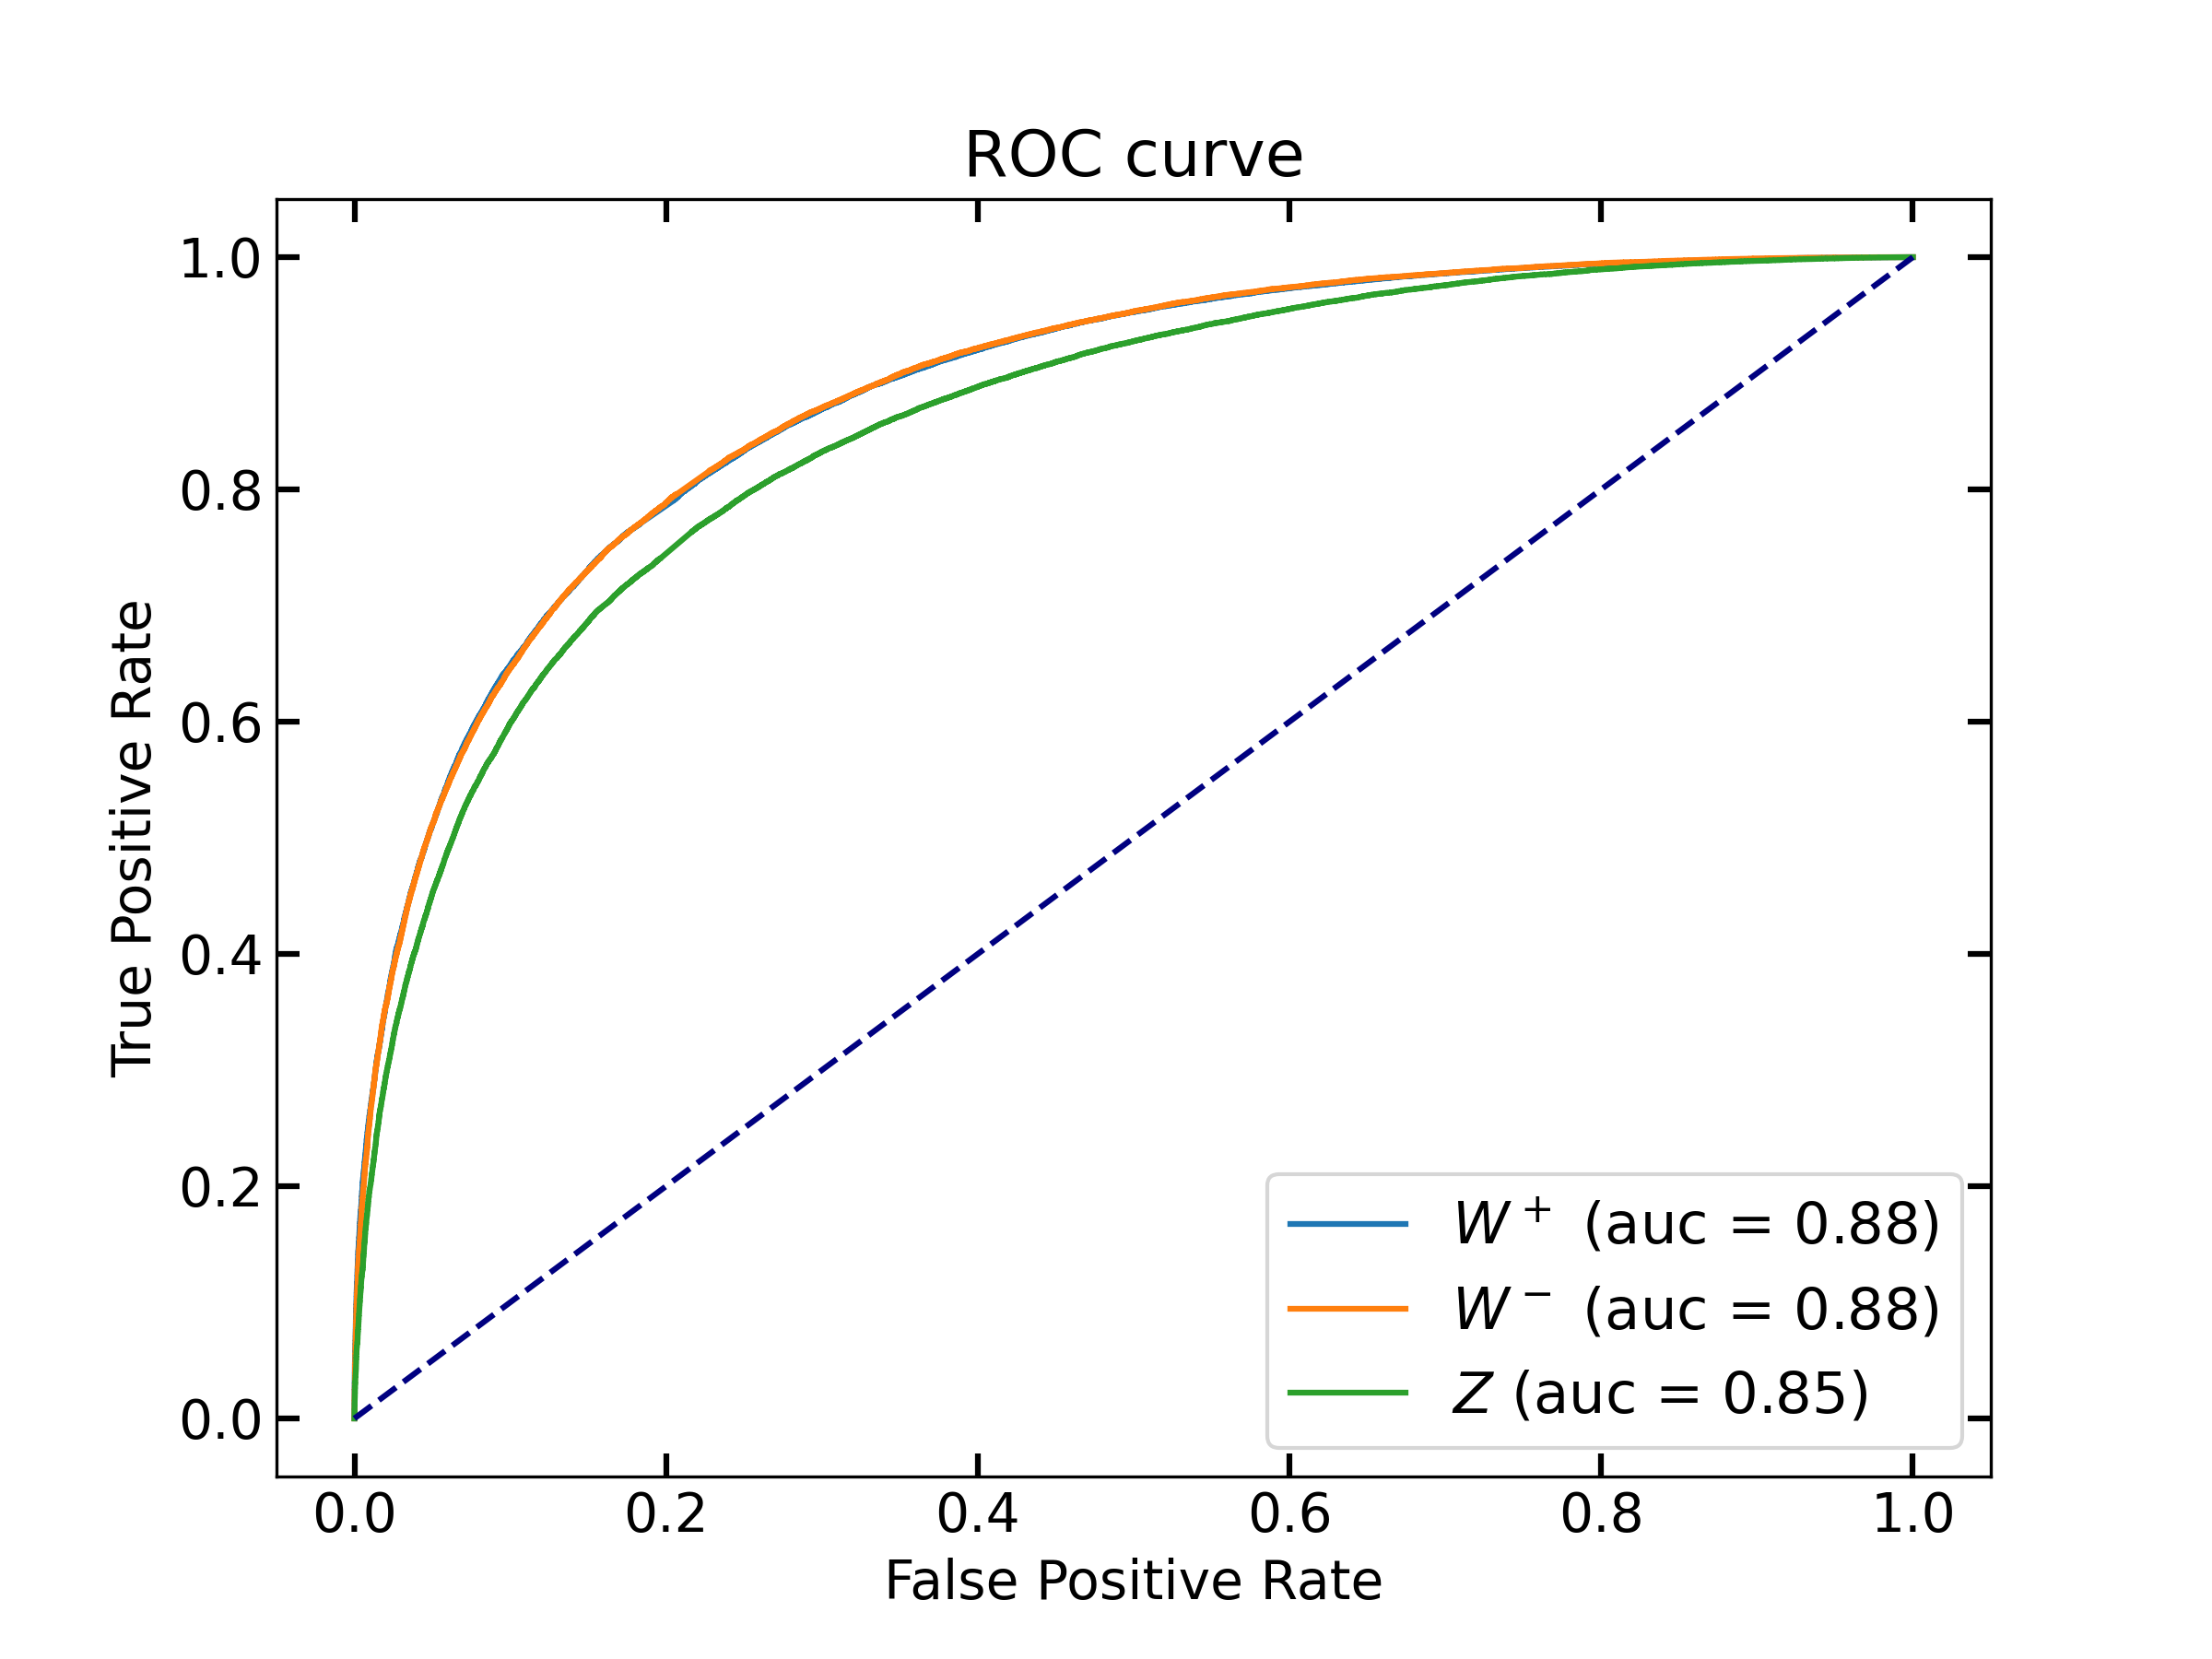 ROC curve
1.0
0.8
0.6
0.4
0.2
0.0
True Positive Rate
W⁺ (auc = 0.88)
W⁻ (auc = 0.88)
Z (auc = 0.85)
0.0 0.2 0.4 0.6 0.8 1.0
False Positive Rate